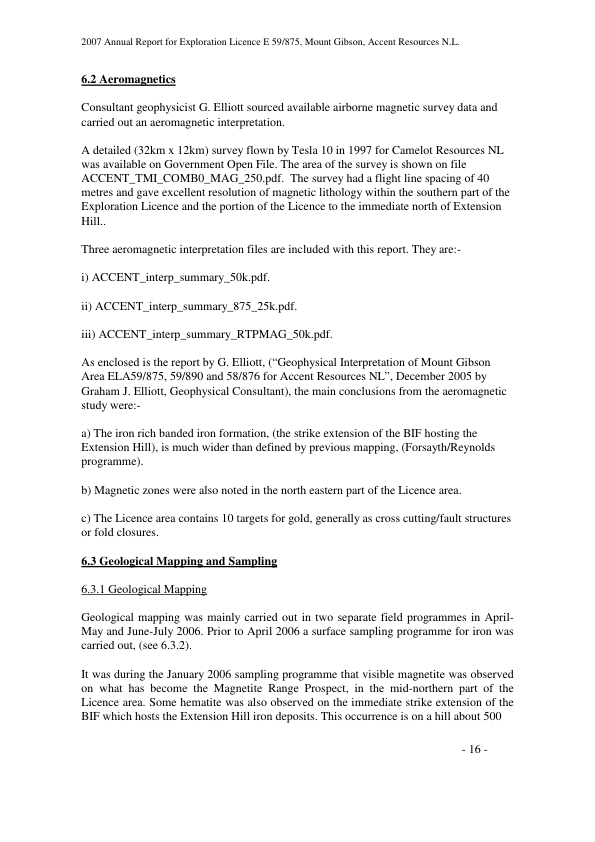 2007 Annual Report for Exploration Licence E 59/875, Mount Gibson, Accent Resources N.L.
6.2 Aeromagnetics
Consultant geophysicist G. Elliott sourced available airborne magnetic survey data and
carried out an aeromagnetic interpretation.
A detailed (32km x 12km) survey flown by Tesla 10 in 1997 for Camelot Resources NL
was available on Government Open File. The area of the survey is shown on file
ACCENT_TMI_COMB0_MAG_250.pdf.  The survey had a flight line spacing of 40
metres and gave excellent resolution of magnetic lithology within the southern part of the
Exploration Licence and the portion of the Licence to the immediate north of Extension
Hill..
Three aeromagnetic interpretation files are included with this report. They are:-
i) ACCENT_interp_summary_50k.pdf.
ii) ACCENT_interp_summary_875_25k.pdf.
iii) ACCENT_interp_summary_RTPMAG_50k.pdf.
As enclosed is the report by G. Elliott, (“Geophysical Interpretation of Mount Gibson
Area ELA59/875, 59/890 and 58/876 for Accent Resources NL”, December 2005 by
Graham J. Elliott, Geophysical Consultant), the main conclusions from the aeromagnetic
study were:-
a) The iron rich banded iron formation, (the strike extension of the BIF hosting the
Extension Hill), is much wider than defined by previous mapping, (Forsayth/Reynolds
programme).
b) Magnetic zones were also noted in the north eastern part of the Licence area.
c) The Licence area contains 10 targets for gold, generally as cross cutting/fault structures
or fold closures.
6.3 Geological Mapping and Sampling
6.3.1 Geological Mapping
Geological mapping was mainly carried out in two separate field programmes in April-
May and June-July 2006. Prior to April 2006 a surface sampling programme for iron was
carried out, (see 6.3.2).
It was during the January 2006 sampling programme that visible magnetite was observed
on what has become the Magnetite Range Prospect, in the mid-northern part of the
Licence area. Some hematite was also observed on the immediate strike extension of the
BIF which hosts the Extension Hill iron deposits. This occurrence is on a hill about 500
- 16 -